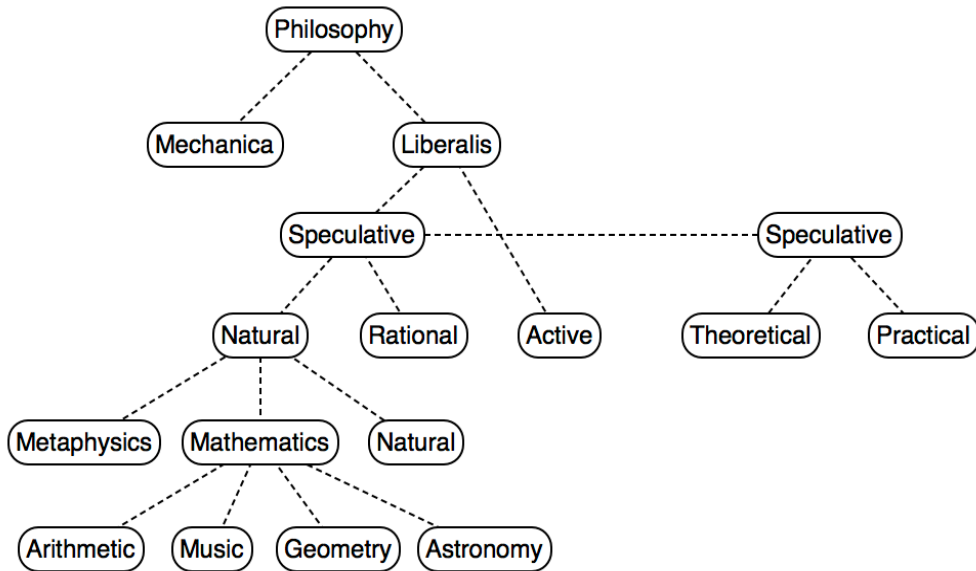 Philosophy
Mechanica
Liberalis
Speculative
Speculative
Natural
Rational
Active
Theoretical
Practical
Metaphysics
Mathematics
Natural
Arithmetic
Music
Geometry
Astronomy